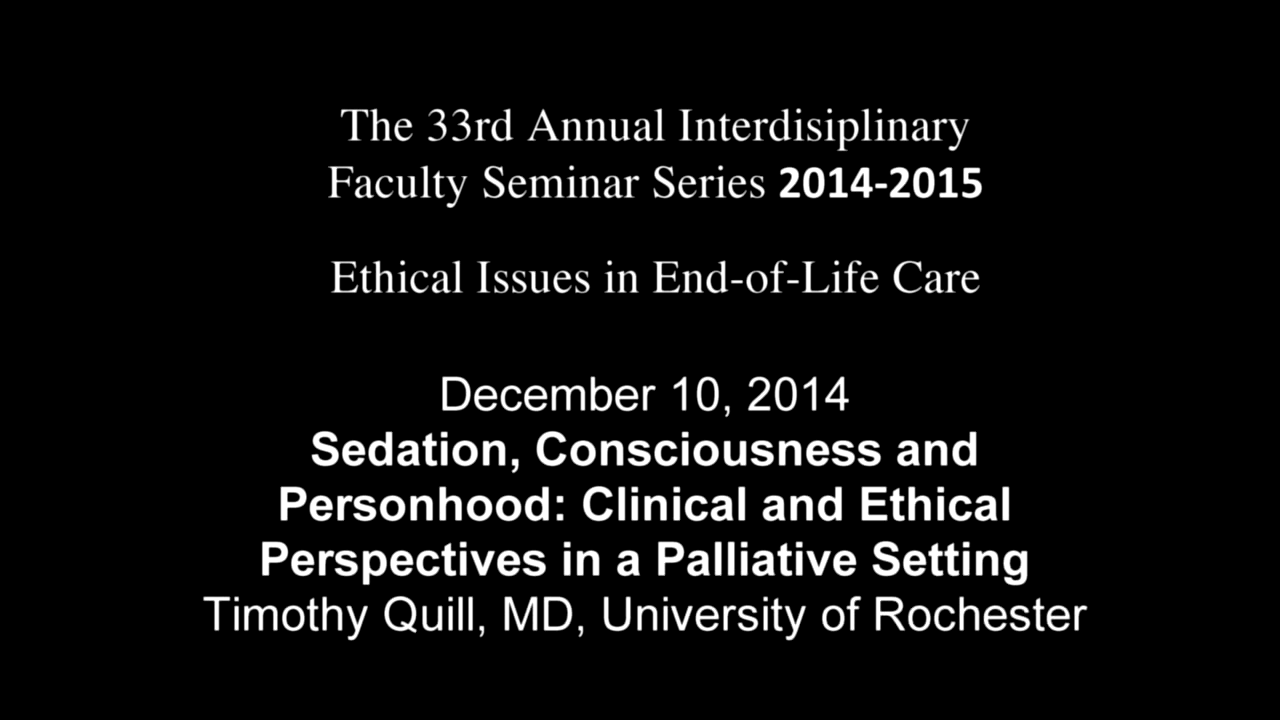 The 33rd Annual Interdisiplinary
Faculty Seminar Series 2014-2015
Ethical Issues in End-of-Life Care
December 10, 2014
Sedation, Consciousness and
Personhood: Clinical and Ethical
Perspectives in a Palliative Setting
Timothy Quill, MD, University of Rochester